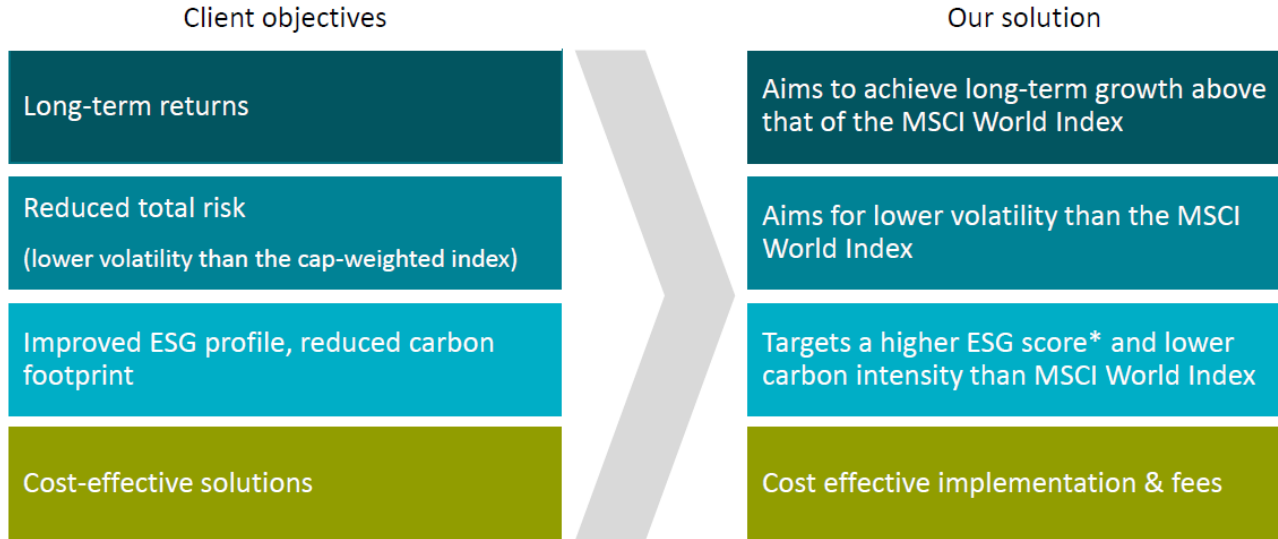 Client objectives
Our solution
Long-term returns
Aims to achieve long-term growth above
that of the MSCI World Index
Reduced total risk
(lower volatility than the cap-weighted index)
Aims for lower volatility than the MSCI
World Index
Improved ESG profile, reduced carbon
footprint
Targets a higher ESG score* and lower
carbon intensity than MSCI World Index
Cost-effective solutions
Cost effective implementation & fees